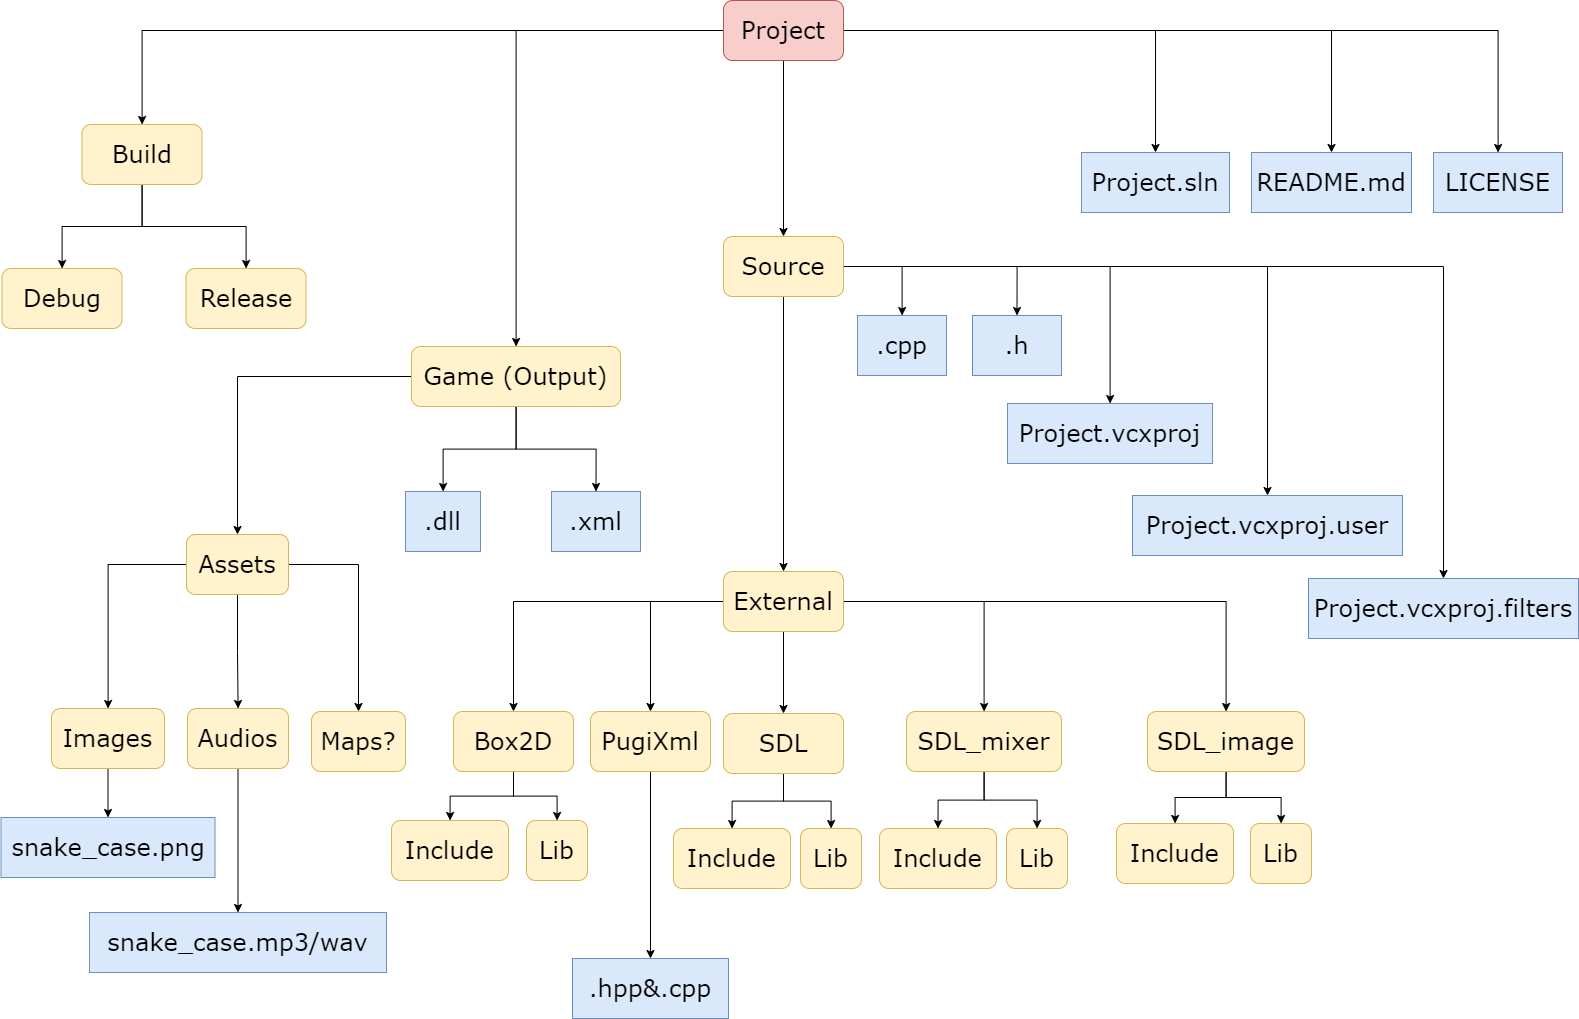 Project
Build
Project.sln
README.md
LICENSE
Source
Debug
Release
.cpp
.h
Game (Output)
Project.vcxproj
.dll
.xml
Project.vcxproj.user
Assets
External
Project.vcxproj.filters
Images
Audios
Maps?
Box2D
PugiXml
SDL
SDL_mixer
SDL_image
snake_case.png
Include
Lib
Include
Lib
Include
Lib
Include
Lib
snake_case.mp3/wav
.hpp&.cpp